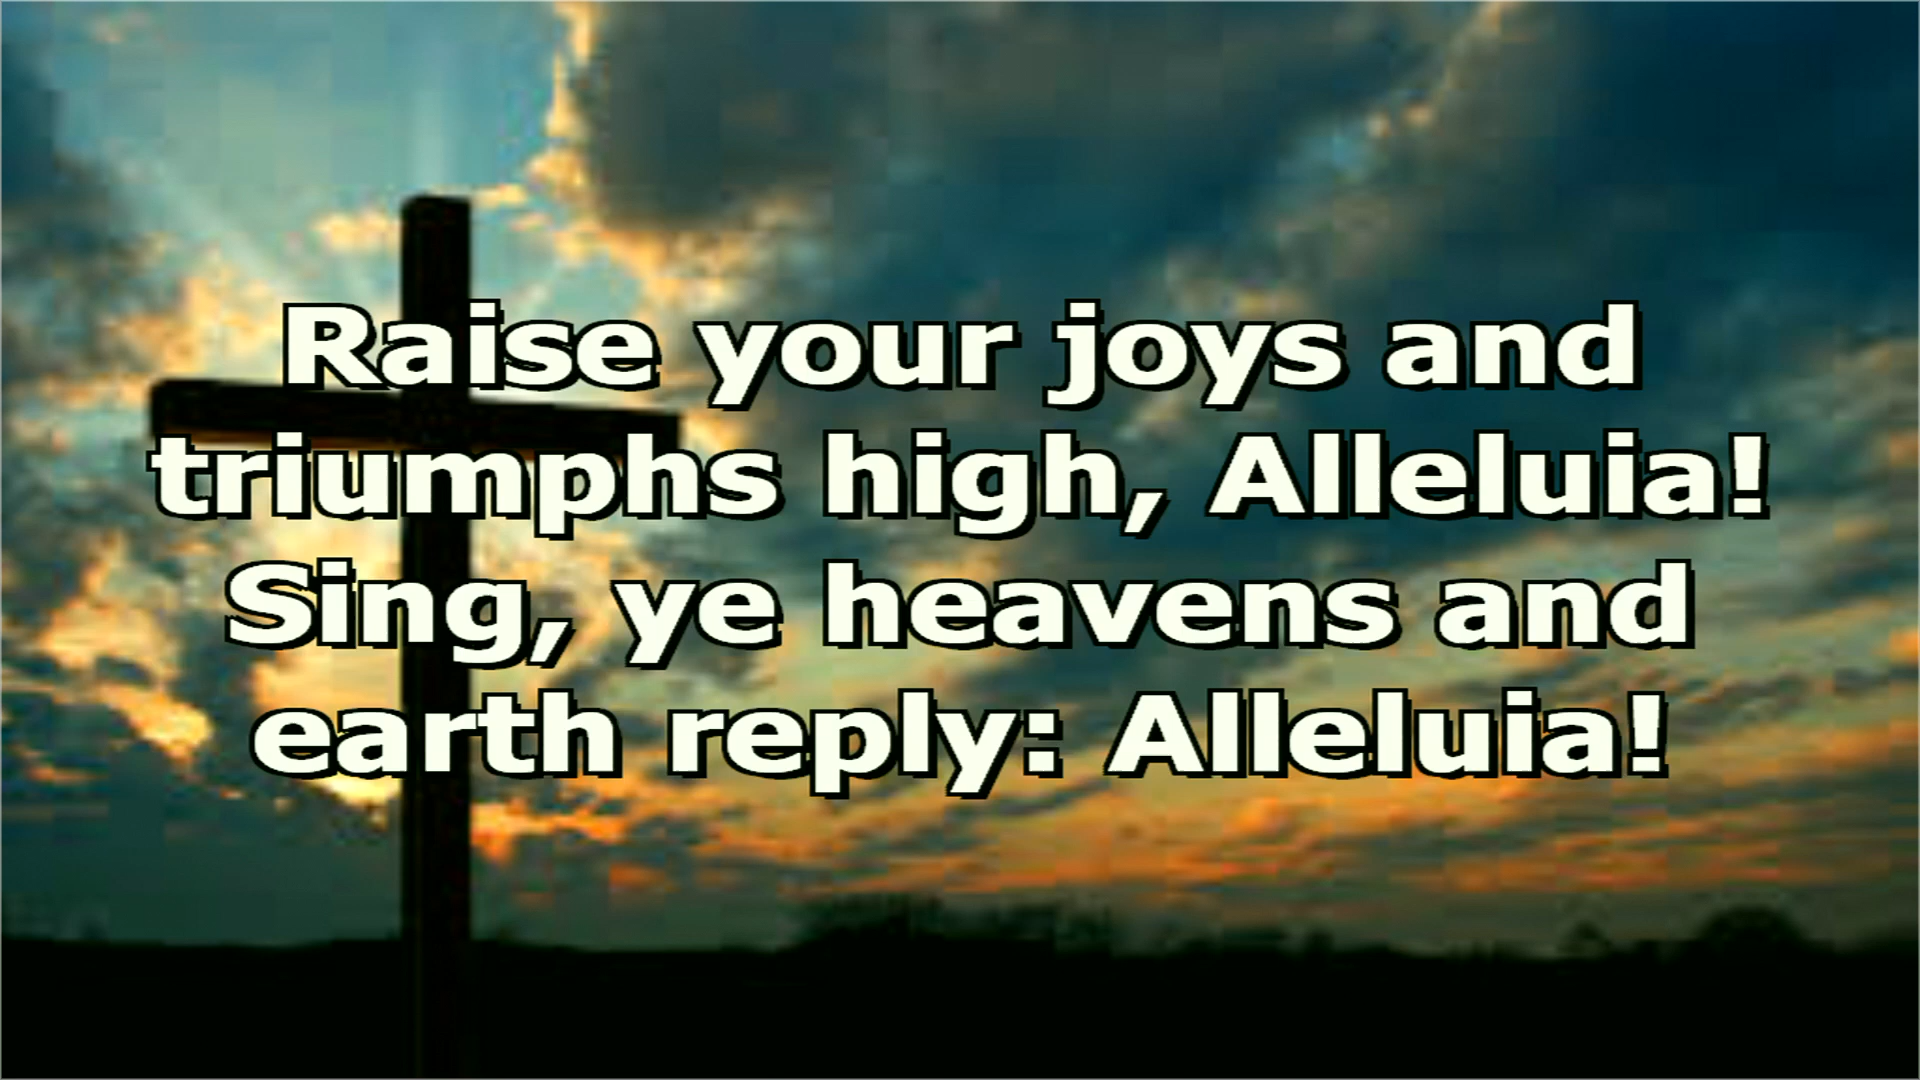 Raise your joys and
triumphs high, Alleluia!
Sing, ye heavens and
earth reply: Alleluia!